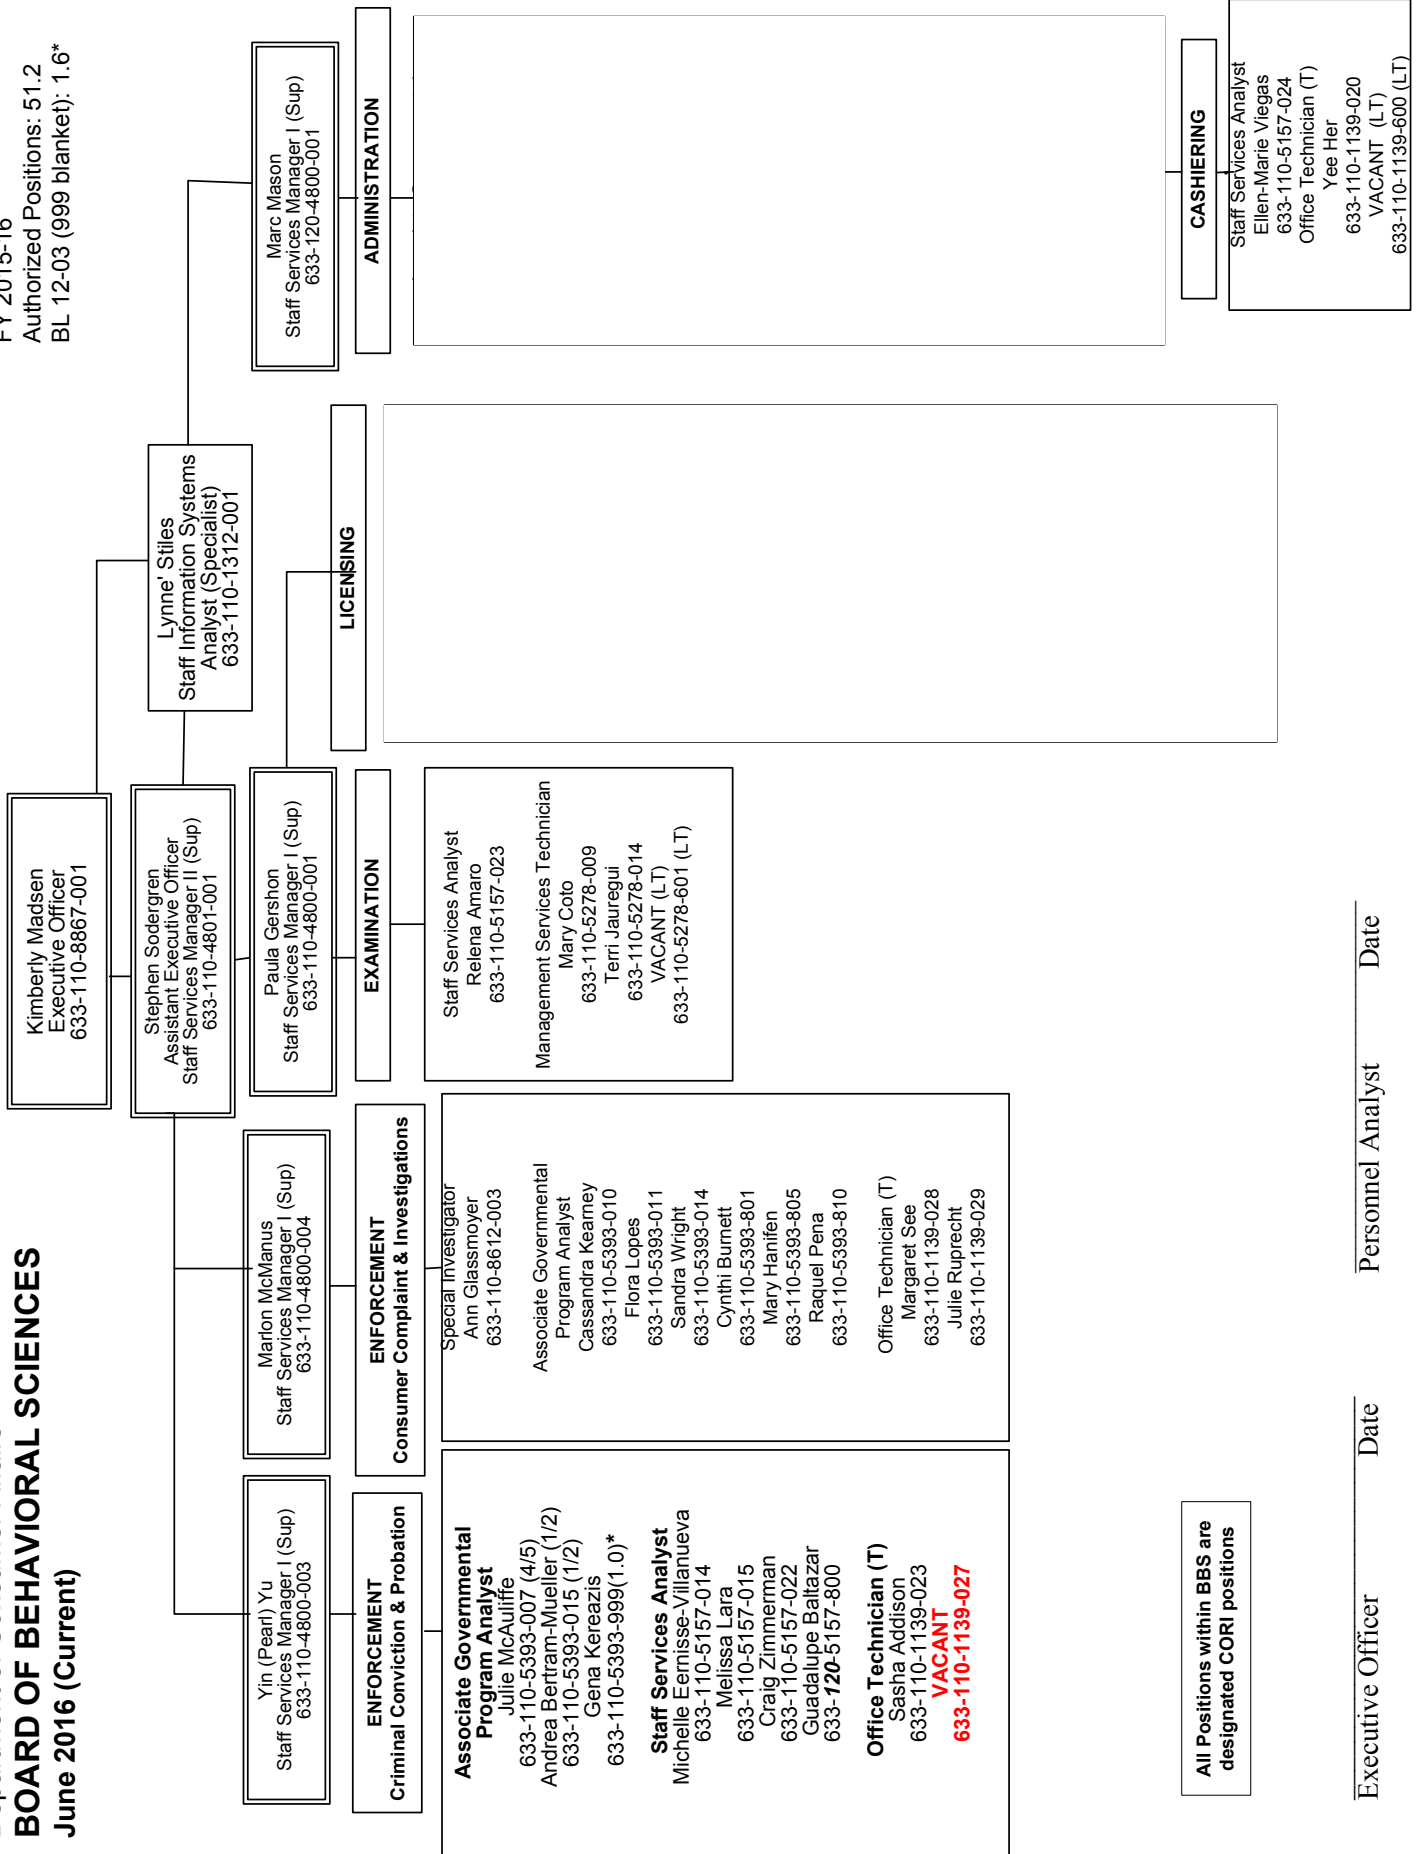 BOARD OF BEHAVIORAL SCIENCES
June 2016 (Current)
FY 2015-16
Authorized Positions: 51.2
BL 12-03 (999 blanket): 1.6*
Kimberly Madsen
Executive Officer
633-110-8867-001
Stephen Sodergren
Assistant Executive Officer
Staff Services Manager II (Sup)
633-110-4801-001
Lynne' Stiles
Staff Information Systems
Analyst (Specialist)
633-110-1312-001
Yin (Pearl) Yu
Staff Services Manager I (Sup)
633-110-4800-003
Marlon McManus
Staff Services Manager I (Sup)
633-110-4800-004
Paula Gershon
Staff Services Manager I (Sup)
633-110-4800-001
Marc Mason
Staff Services Manager I (Sup)
633-120-4800-001
ENFORCEMENT
Criminal Conviction & Probation
ENFORCEMENT
Consumer Complaint & Investigations
EXAMINATION
LICENSING
ADMINISTRATION
Associate Governmental
Program Analyst
Julie McAuliffe
633-110-5393-007 (4/5)
Andrea Bertram-Mueller (1/2)
633-110-5393-015 (1/2)
Gena Kereazis
633-110-5393-999(1.0)*
Staff Services Analyst
Michelle Eernisse-Villanueva
633-110-5157-014
Melissa Lara
633-110-5157-015
Craig Zimmerman
633-110-5157-022
Guadalupe Baltazar
633-120-5157-800
Office Technician (T)
Sasha Addison
633-110-1139-023
VACANT
633-110-1139-027
Special Investigator
Ann Glassmoyer
633-110-8612-003
Associate Governmental
Program Analyst
Cassandra Kearney
633-110-5393-010
Flora Lopes
633-110-5393-011
Sandra Wright
633-110-5393-014
Cynthi Burnett
633-110-5393-801
Mary Hanifen
633-110-5393-805
Raquel Pena
633-110-5393-810
Office Technician (T)
Margaret See
633-110-1139-028
Julie Ruprecht
633-110-1139-029
Staff Services Analyst
Relena Amaro
633-110-5157-023
Management Services Technician
Mary Coto
633-110-5278-009
Terri Jauregui
633-110-5278-014
VACANT (LT)
633-110-5278-601 (LT)
CASHIERING
Staff Services Analyst
Ellen-Marie Viegas
633-110-5157-024
Office Technician (T)
Yee Her
633-110-1139-020
VACANT (LT)
633-110-1139-600 (LT)
All Positions within BBS are
designated CORI positions
Executive Officer Date
Personnel Analyst Date